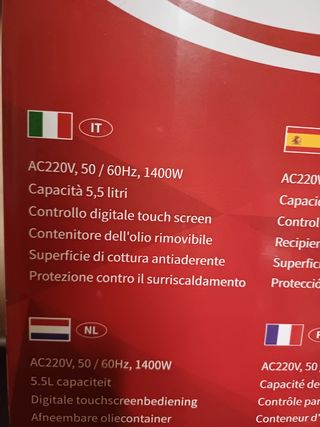 IT
AC220V, 50 / 60Hz, 1400W
Capacità 5,5 litri
Controllo digitale touch screen
Contenitore dell'olio rimovibile
Superficie di cottura antiaderente
Protezione contro il surriscaldamento
AC220V
Capacid
Control
Recipien
Superfici
Protecció
NL
AC220V, 50 / 60Hz, 1400W
5.5L capaciteit
Digitale touchscreenbediening
Afneembare oliecontainer
AC220V, 50
Capacité de
Contrôle par
Conteneur d'